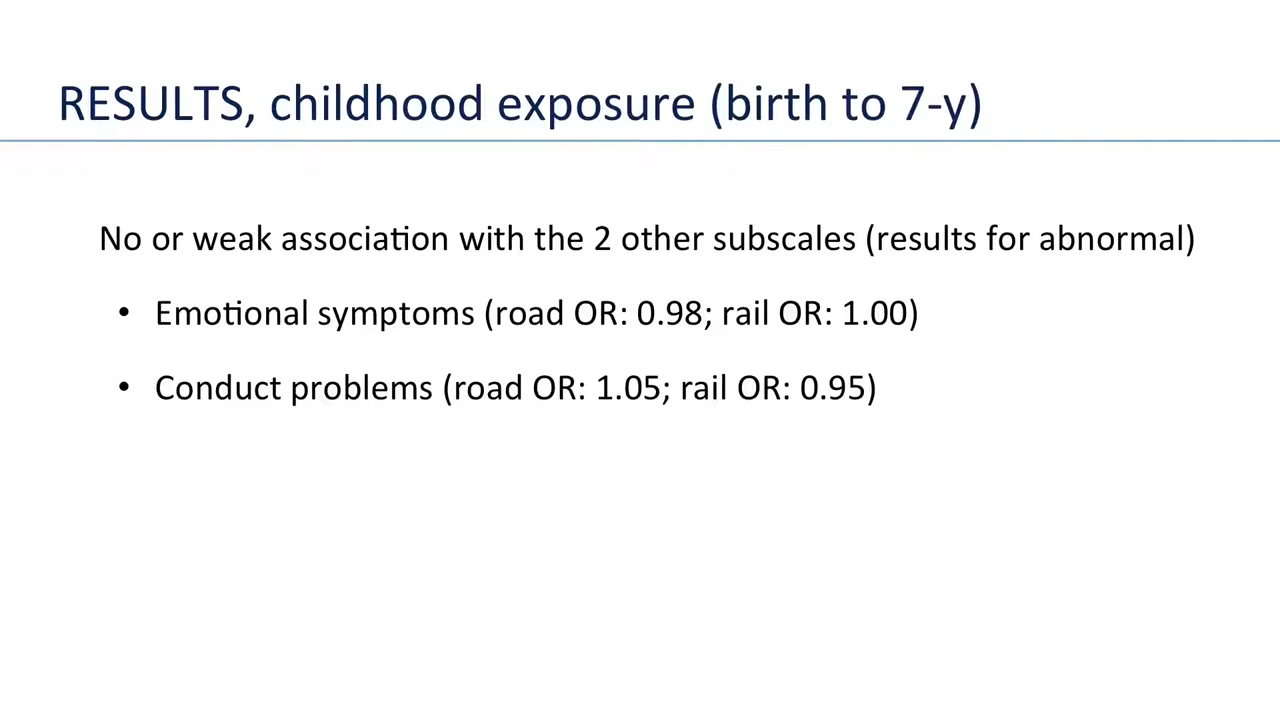 RESULTS, childhood exposure (birth to 7-y)
No or weak association with the 2 other subscales (results for abnormal)
• Emotional symptoms (road OR: 0.98; rail OR: 1.00)
• Conduct problems (road OR: 1.05; rail OR: 0.95)